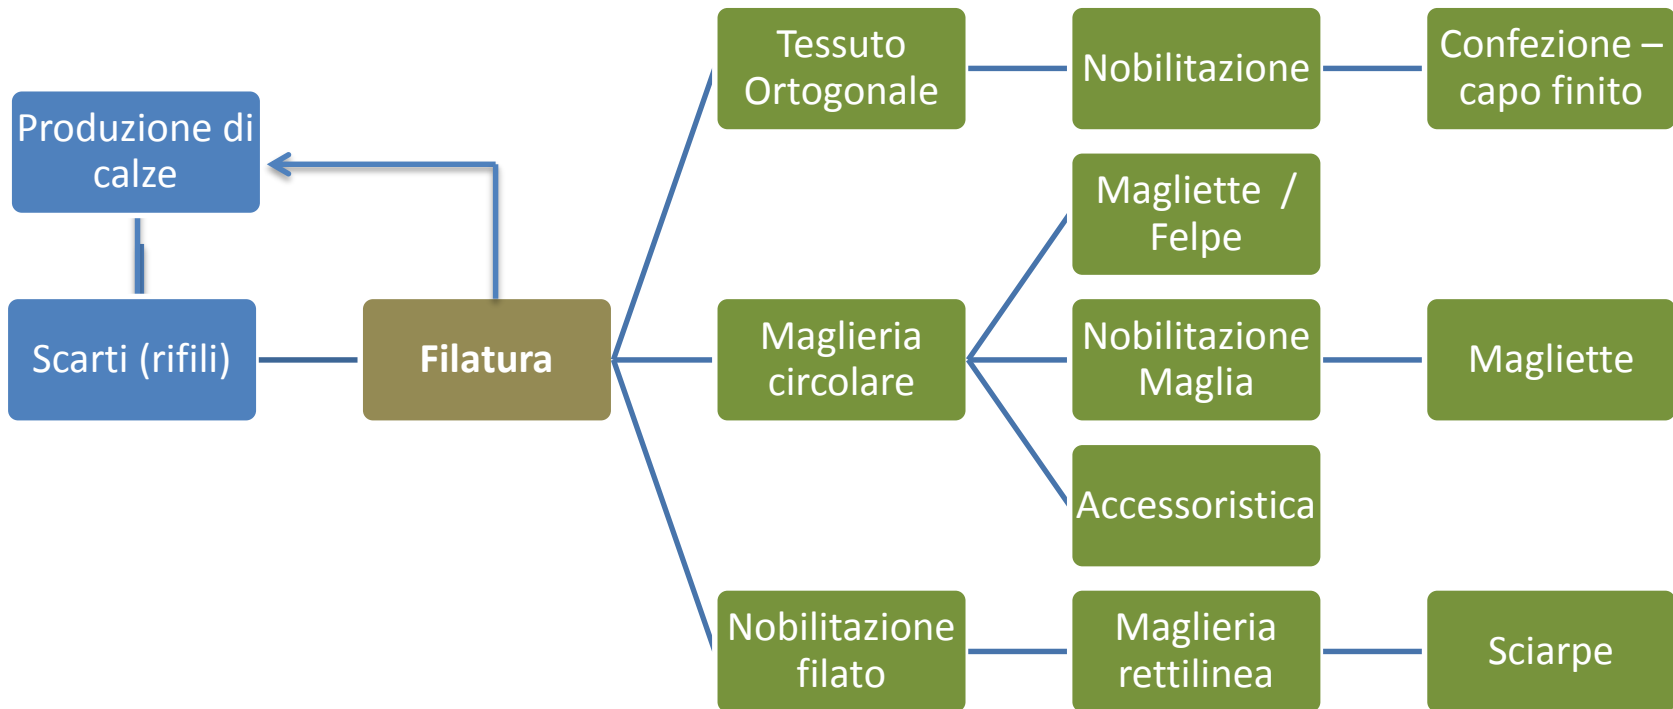 Produzione di
calze
Scarti (rifili)
Filatura
Tessuto
Ortogonale
Nobilitazione
Confezione –
capo finito
Maglieria
circolare
Magliette /
Felpe
Nobilitazione
Maglia
Magliette
Accessoristica
Nobilitazione
filato
Maglieria
rettilinea
Sciarpe